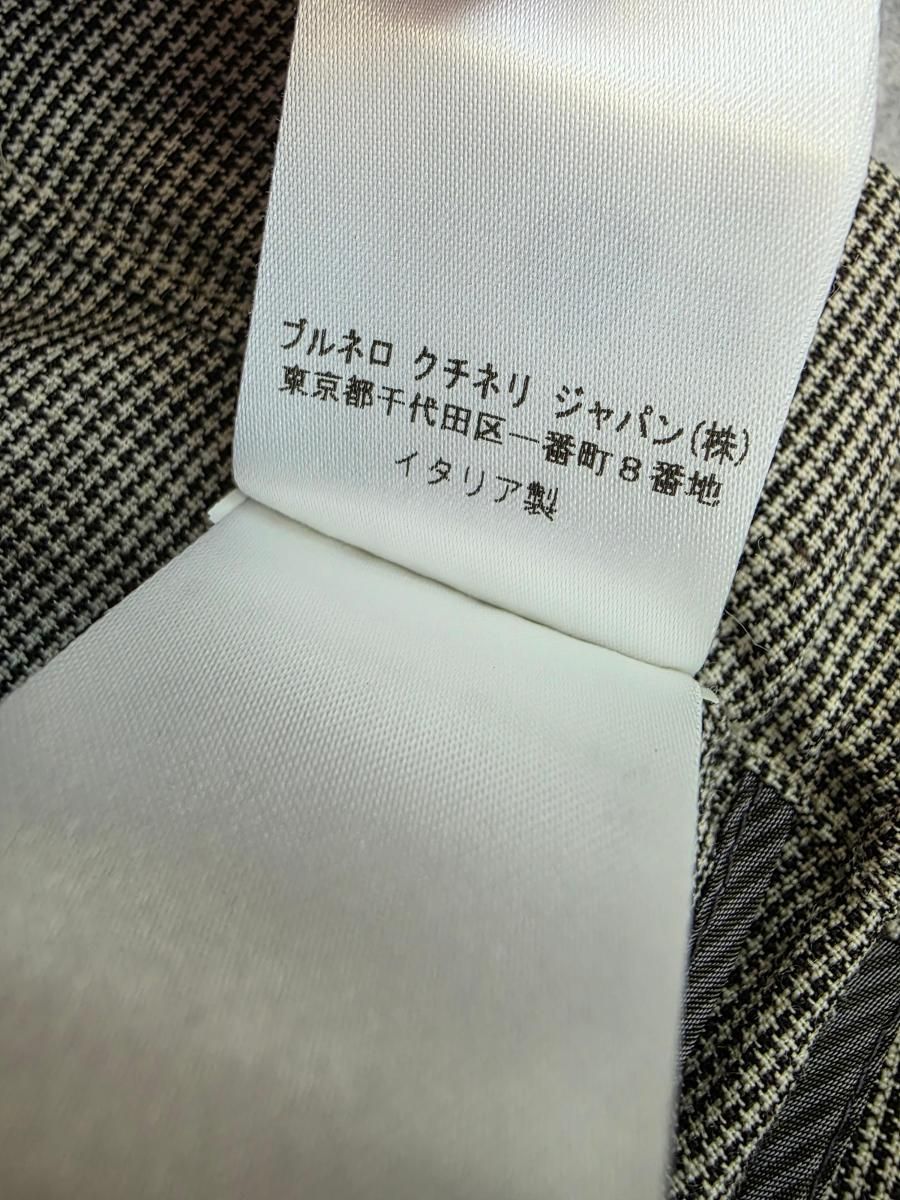 ブルネロ クチネリ ジャパン(株)
東京都千代田区一番町８番地
イタリア製